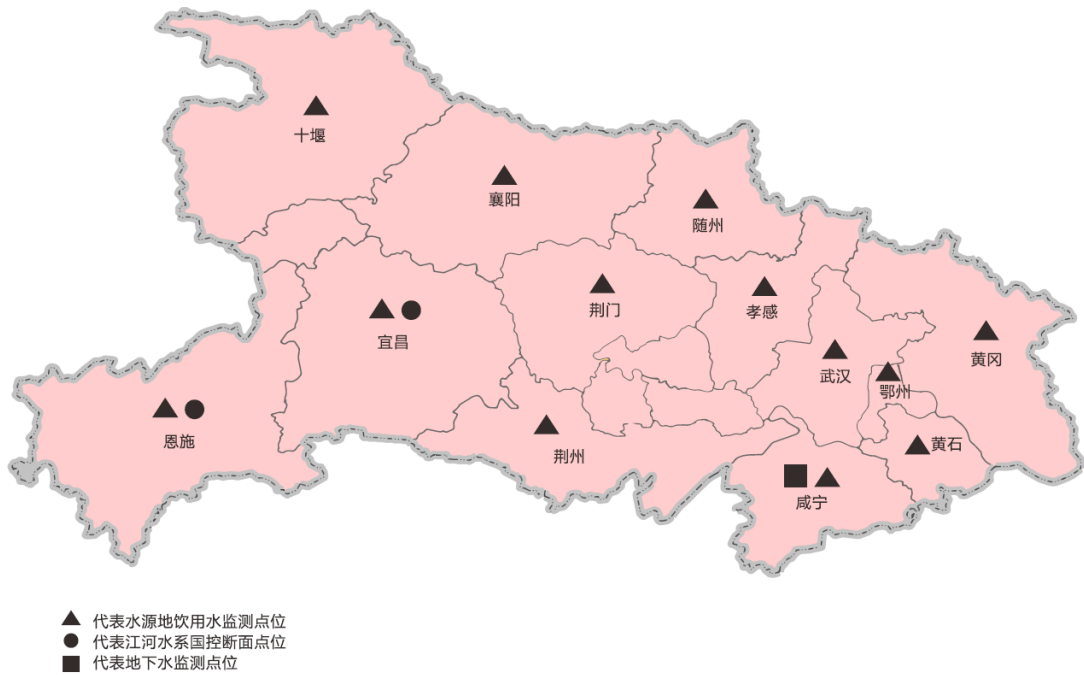 十堰
襄阳
随州
荆门
孝感
宜昌
武汉
黄冈
鄂州
恩施
荆州
黄石
咸宁
代表水源地饮用水监测点位
代表江河水系国控断面点位
代表地下水监测点位